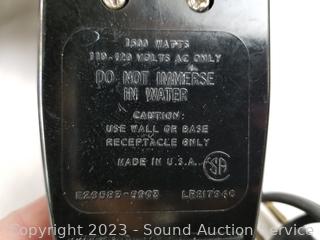 1500 WATTS
110-120 VOLTS AC ONLY
DO NOT IMMERSE
IN WATER
CAUTION:
USE WALL OR BASE
RECEPTACLE ONLY
MADE IN U.S.A.
Copyright 2023 - Sound Auction Service